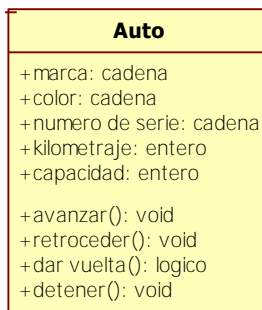 Auto
+marca: cadena
+color: cadena
+numero de serie: cadena
+kilometraje: entero
+capacidad: entero
+avanzar(): void
+retroceder(): void
+dar vuelta(): logico
+detener(): void